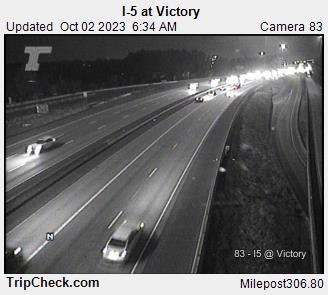 I-5 at Victory
Updated Oct 02 2023 6:34 AM Camera 83
T
N
83 - I5 @ Victory
TripCheck.com Milepost306.80